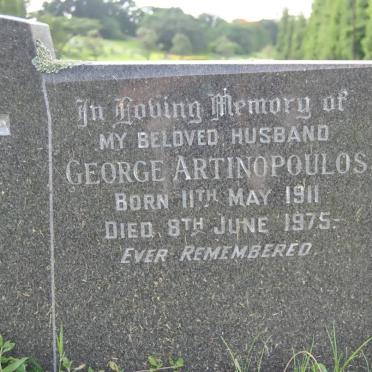 In Loving Memory of
MY BELOVED HUSBAND
GEORGE ARTINOPOULOS
BORN 11TH MAY 1911
DIED 8TH JUNE 1975.
EVER REMEMBERED